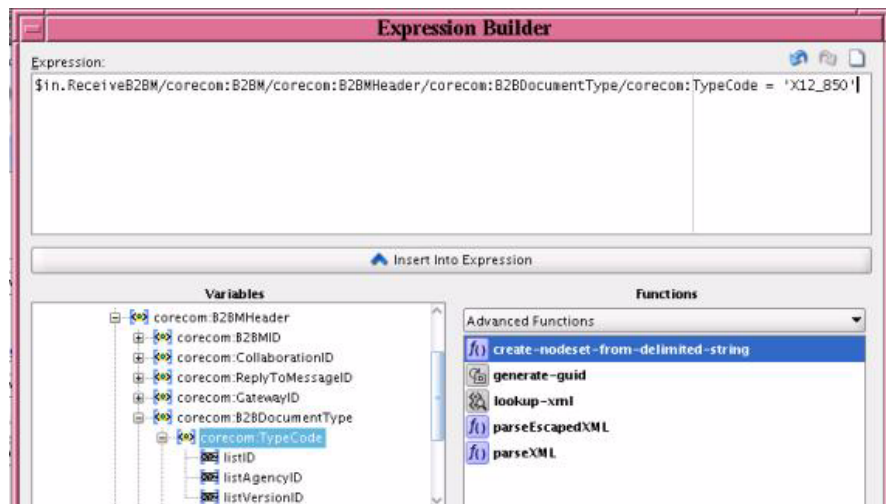 Expression Builder
Expression:
$in.ReceiveB2BM/corecom:B2BM/corecom:B2BMHeader/corecom:B2BDocumentType/corecom:TypeCode = 'X12_850'
Insert Into Expression
Variables
corecom:B2BMHeader
corecom:B2BMID
corecom:CollaborationID
corecom:ReplyToMessageID
corecom:GatewayID
corecom:B2BDocumentType
corecom:TypeCode
listID
listAgencyID
listVersionID
Functions
Advanced Functions
create-nodeset-from-delimited-string
generate-guid
lookup-xml
parseEscapedXML
parseXML